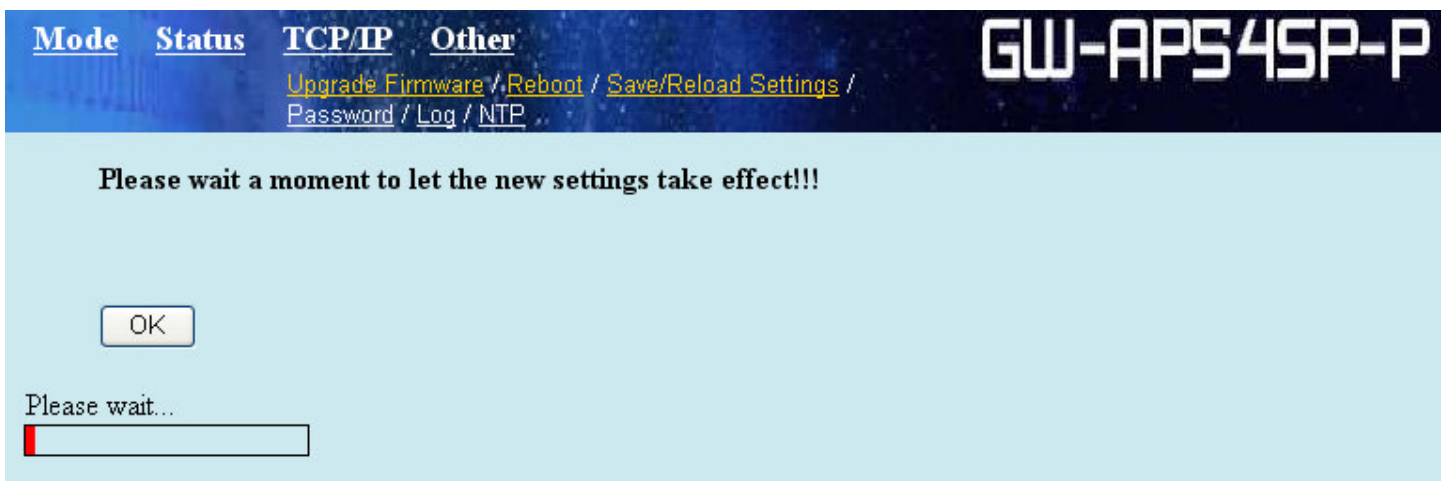 Mode Status TCP/IP Other
GW-APS4SP-P
Upgrade Firmware / Reboot / Save/Reload Settings /
Password / Log / NTP
Please wait a moment to let the new settings take effect!!!
OK
Please wait...